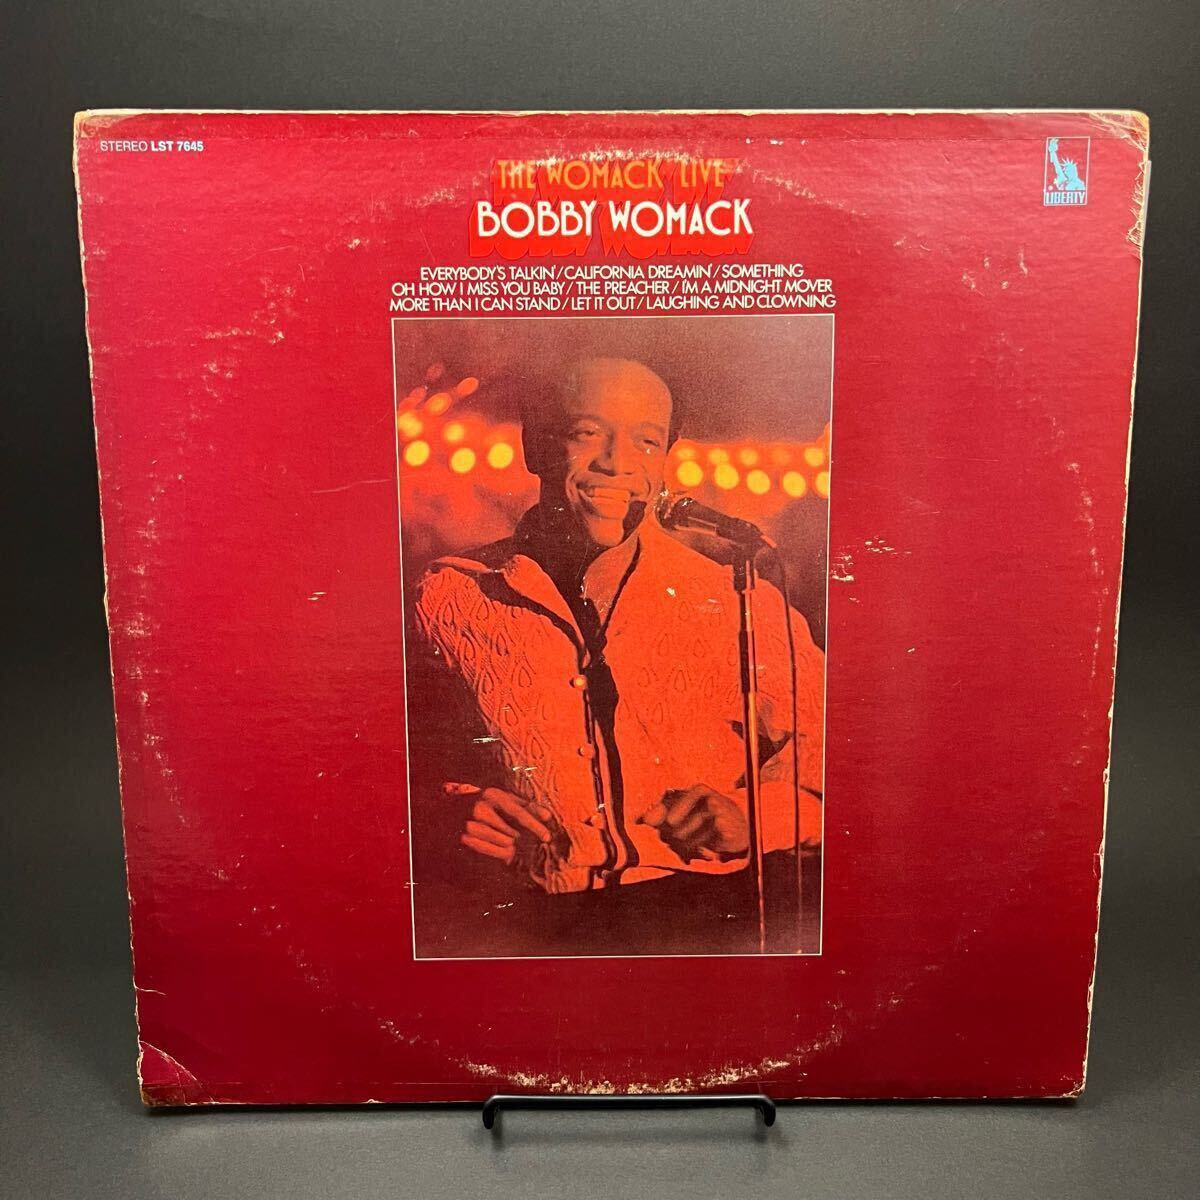 STEREO LST 7645
LIBERTY
THE WOMACK "LIVE"
BOBBY WOMACK
EVERYBODY'S TALKIN'/CALIFORNIA DREAMIN'/SOMETHING
OH HOW I MISS YOU BABY/THE PREACHER/I'M A MIDNIGHT MOVER
MORE THAN I CAN STAND/LET IT OUT/LAUGHING AND CLOWNING